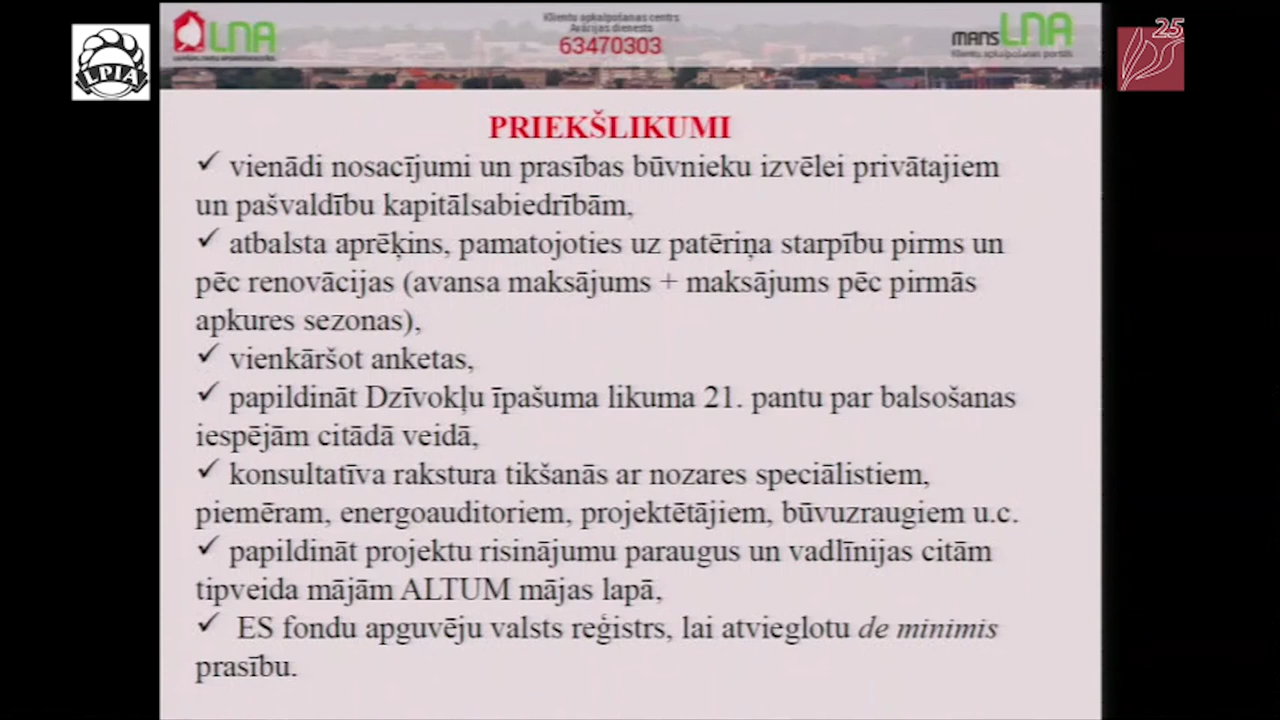 LPIA
LNA
Klientu apkalpošanas centrs
Avārijas dienests
63470303
mansLNA
Klientu apkalpošanas portāls
25
PRIEKŠLIKUMI
✓ vienādi nosacījumi un prasības būvnieku izvēlei privātajiem
un pašvaldību kapitālsabiedrībām,
✓ atbalsta aprēķins, pamatojoties uz patēriņa starpību pirms un
pēc renovācijas (avansa maksājums + maksājums pēc pirmās
apkures sezonas),
✓ vienkāršot anketas,
✓ papildināt Dzīvokļu īpašuma likuma 21. pantu par balsošanas
iespējām citādā veidā,
✓ konsultatīva rakstura tikšanās ar nozares speciālistiem,
piemēram, energoauditoriem, projektētājiem, būvuzraugiem u.c.
✓ papildināt projektu risinājumu paraugus un vadlīnijas citām
tipveida mājām ALTUM mājas lapā,
✓ ES fondu apguvēju valsts reģistrs, lai atvieglotu de minimis
prasību.